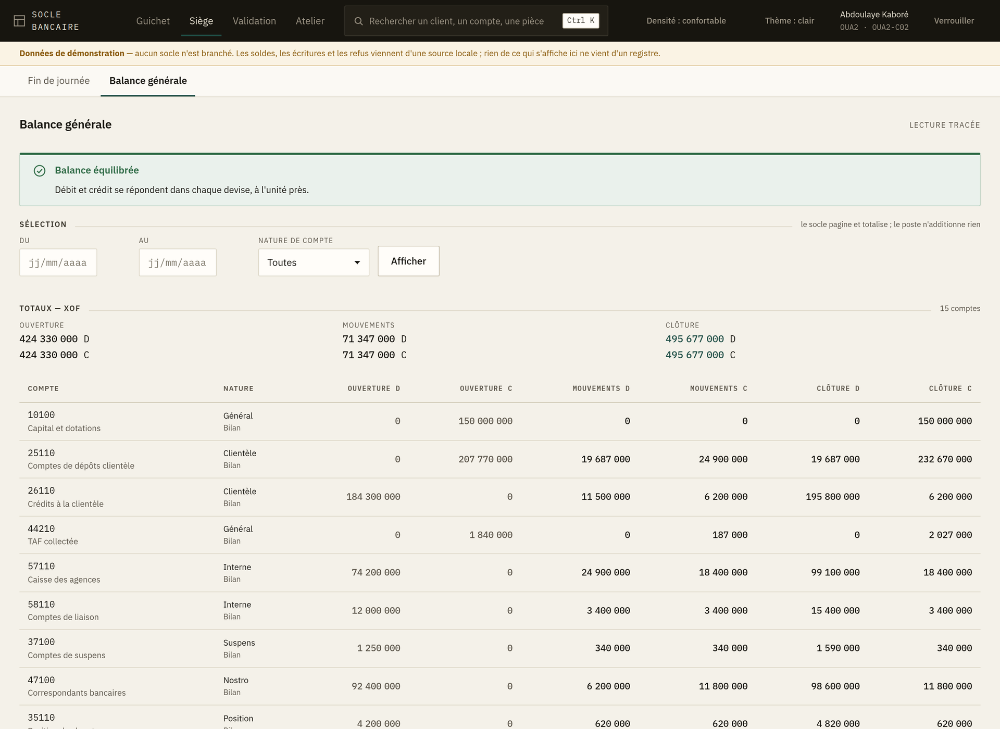 SOCLE
BANCAIRE
Guichet
Siège
Validation
Atelier
Rechercher un client, un compte, une pièce
Ctrl K
Densité : confortable
Thème : clair
Abdoulaye Kaboré
OUA2 · OUA2-C02
Verrouiller
Données de démonstration — aucun socle n'est branché. Les soldes, les écritures et les refus viennent d'une source locale ; rien de ce qui s'affiche ici ne vient d'un registre.
Fin de journée
Balance générale
Balance générale
LECTURE TRACÉE
Balance équilibrée
Débit et crédit se répondent dans chaque devise, à l'unité près.
SÉLECTION
le socle pagine et totalise ; le poste n'additionne rien
DU
AU
NATURE DE COMPTE
jj/mm/aaaa
jj/mm/aaaa
Toutes
Afficher
TOTAUX — XOF
15 comptes
OUVERTURE
MOUVEMENTS
CLÔTURE
424 330 000 D
71 347 000 D
495 677 000 D
424 330 000 C
71 347 000 C
495 677 000 C
COMPTE NATURE OUVERTURE D OUVERTURE C MOUVEMENTS D MOUVEMENTS C CLÔTURE D CLÔTURE C
10100 Général 0 150 000 000 0 0 0 150 000 000
Capital et dotations Bilan
25110 Clientèle 0 207 770 000 19 687 000 24 900 000 19 687 000 232 670 000
Comptes de dépôts clientèle Bilan
26110 Clientèle 184 300 000 0 11 500 000 6 200 000 195 800 000 6 200 000
Crédits à la clientèle Bilan
44210 Général 0 1 840 000 0 187 000 0 2 027 000
TAF collectée Bilan
57110 Interne 74 200 000 0 24 900 000 18 400 000 99 100 000 18 400 000
Caisse des agences Bilan
58110 Interne 12 000 000 0 3 400 000 3 400 000 15 400 000 3 400 000
Comptes de liaison Bilan
37100 Suspens 1 250 000 0 340 000 340 000 1 590 000 340 000
Comptes de suspens Bilan
47100 Nostro 92 400 000 0 6 200 000 11 800 000 98 600 000 11 800 000
Correspondants bancaires Bilan
35110 Position 4 200 000 0 620 000 620 000 4 820 000 620 000